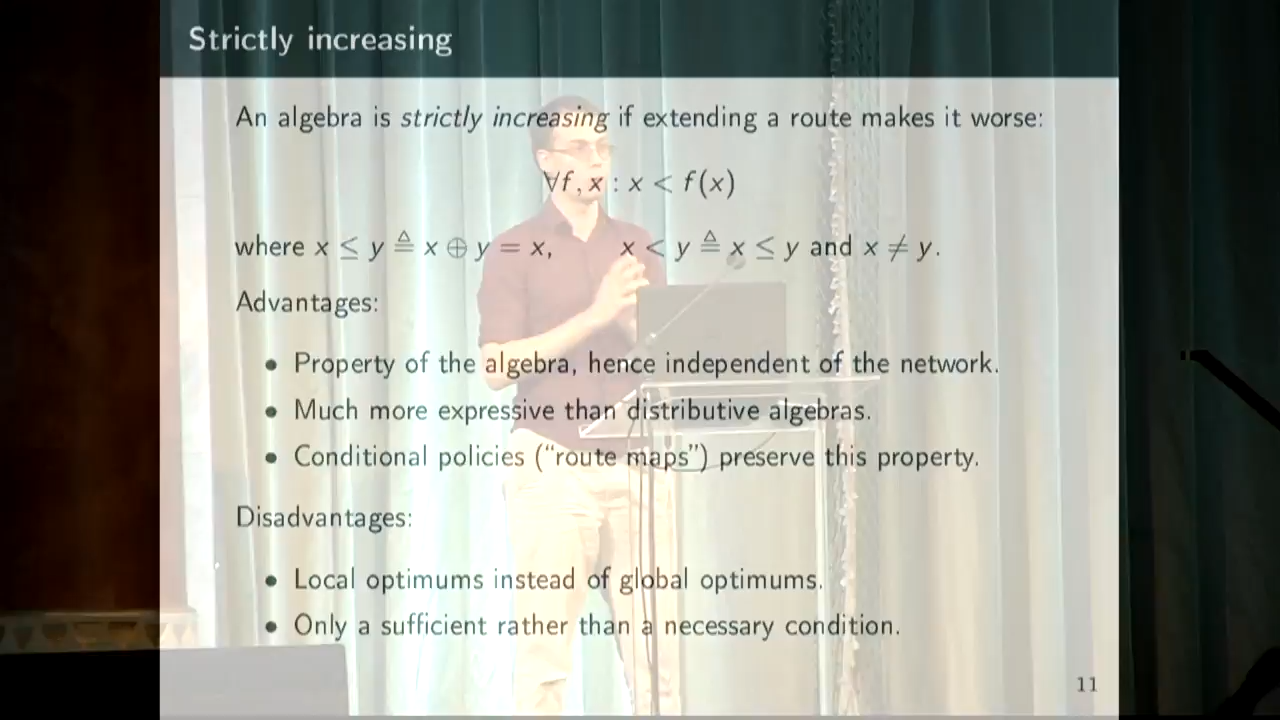 Strictly increasing
An algebra is strictly increasing if extending a route makes it worse:
∀f, x : x < f(x)
where x ≤ y ≜ x ⊕ y = x, x < y ≜ x ≤ y and x ≠ y.
Advantages:
• Property of the algebra, hence independent of the network.
• Much more expressive than distributive algebras.
• Conditional policies (“route maps”) preserve this property.
Disadvantages:
• Local optimums instead of global optimums.
• Only a sufficient rather than a necessary condition.
11